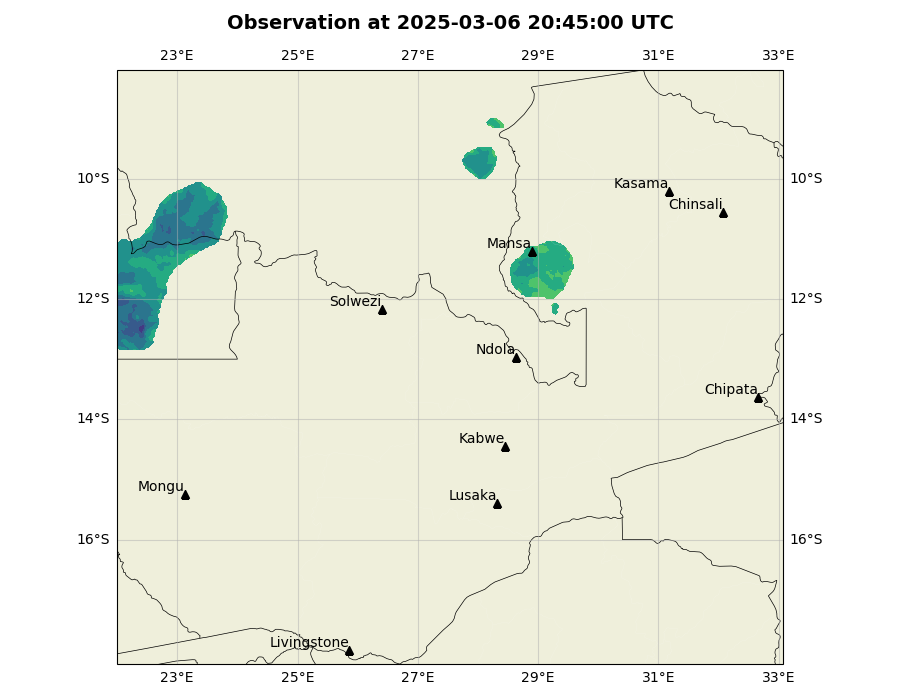 Observation at 2025-03-06 20:45:00 UTC
23°E 25°E 27°E 29°E 31°E 33°E
10°S 10°S
Kasama
Chinsali
Mansa
12°S 12°S
Solwezi
Ndola
Chipata
14°S 14°S
Kabwe
Mongu
Lusaka
16°S 16°S
Livingstone
23°E 25°E 27°E 29°E 31°E 33°E